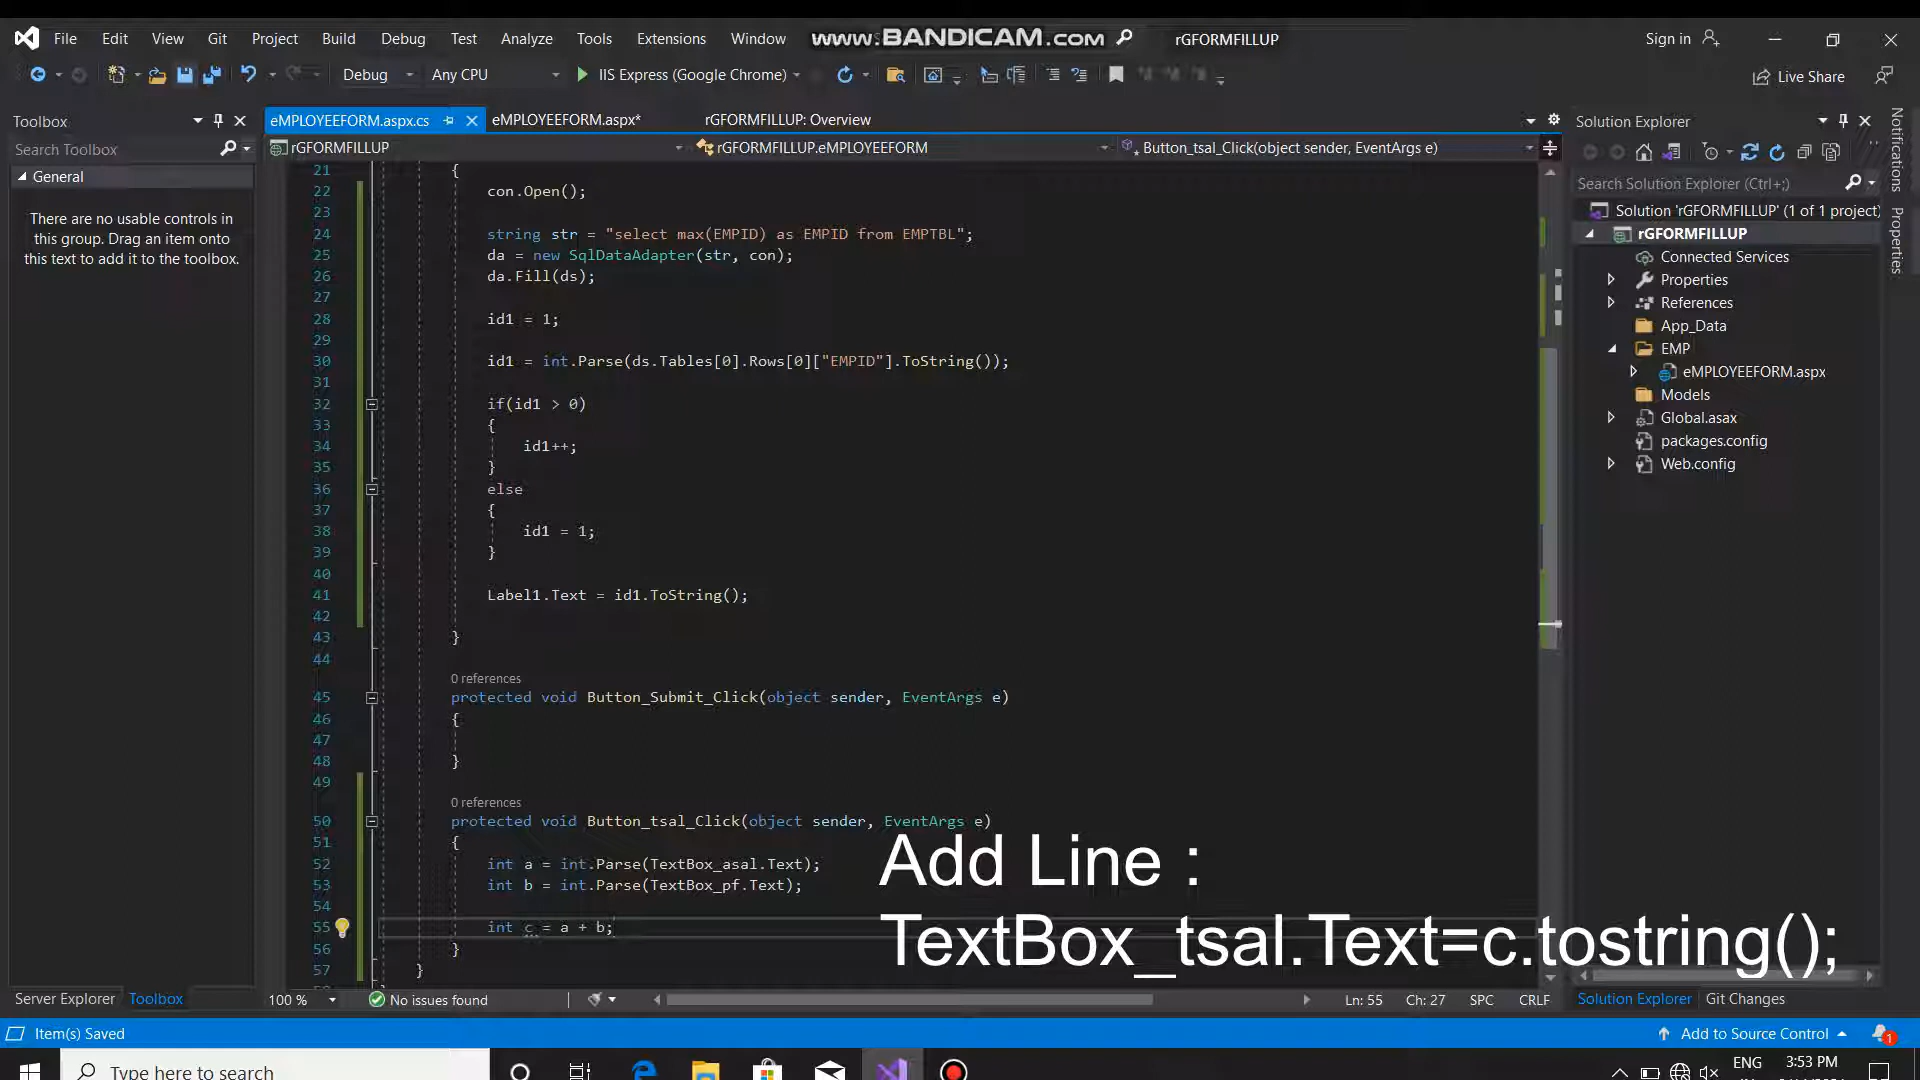 File Edit View Git Project Build Debug Test Analyze Tools Extensions Window www.BANDICAM.com rGFORMFILLUP Sign in
Debug Any CPU IIS Express (Google Chrome) Live Share
Toolbox
Search Toolbox
General
There are no usable controls in
this group. Drag an item onto
this text to add it to the toolbox.
eMPLOYEEFORM.aspx.cs eMPLOYEEFORM.aspx* rGFORMFILLUP: Overview
rGFORMFILLUP rGFORMFILLUP.eMPLOYEEFORM Button_tsal_Click(object sender, EventArgs e)
21 {
22 con.Open();
23
24 string str = "select max(EMPID) as EMPID from EMPTBL";
25 da = new SqlDataAdapter(str, con);
26 da.Fill(ds);
27
28 id1 = 1;
29
30 id1 = int.Parse(ds.Tables[0].Rows[0]["EMPID"].ToString());
31
32 if(id1 > 0)
33 {
34 id1++;
35 }
36 else
37 {
38 id1 = 1;
39 }
40
41 Label1.Text = id1.ToString();
42
43 }
44
0 references
45 protected void Button_Submit_Click(object sender, EventArgs e)
46 {
47
48 }
49
0 references
50 protected void Button_tsal_Click(object sender, EventArgs e)
51 {
52 int a = int.Parse(TextBox_asal.Text);
53 int b = int.Parse(TextBox_pf.Text);
54
55 int c = a + b;
56 }
57 }
Add Line :
TextBox_tsal.Text=c.tostring();
Solution Explorer
Search Solution Explorer (Ctrl+;)
Solution 'rGFORMFILLUP' (1 of 1 project)
rGFORMFILLUP
Connected Services
Properties
References
App_Data
EMP
eMPLOYEEFORM.aspx
Models
Global.asax
packages.config
Web.config
Notifications
Properties
Server Explorer Toolbox
100 % No issues found Ln: 55 Ch: 27 SPC CRLF
Solution Explorer Git Changes
Item(s) Saved Add to Source Control 1
Type here to search
ENG 3:53 PM